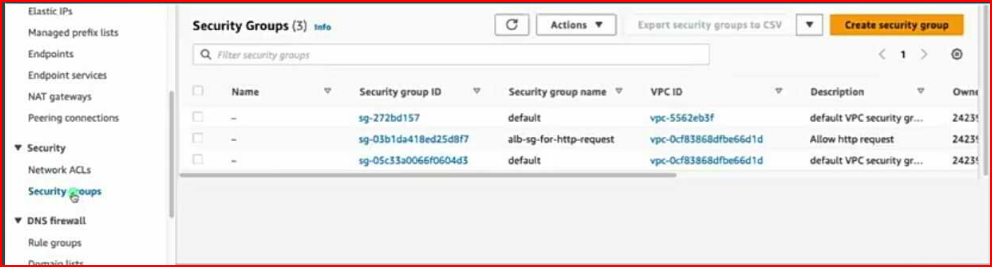 Elastic IPs
Managed prefix lists
Endpoints
Endpoint services
NAT gateways
Peering connections
▼ Security
Network ACLs
Security groups
▼ DNS firewall
Rule groups
Domain lists
Security Groups (3) Info
Actions ▼ Export security groups to CSV ▼ Create security group
Filter security groups
< 1 >
Name Security group ID Security group name VPC ID Description Owne
– sg-272bd157 default vpc-5562eb3f default VPC security gr... 2423
– sg-03b1da418ed25d8f7 alb-sg-for-http-request vpc-0cf83868dfbe66d1d Allow http request 2423
– sg-05c33a0066f0604d3 default vpc-0cf83868dfbe66d1d default VPC security gr... 2423